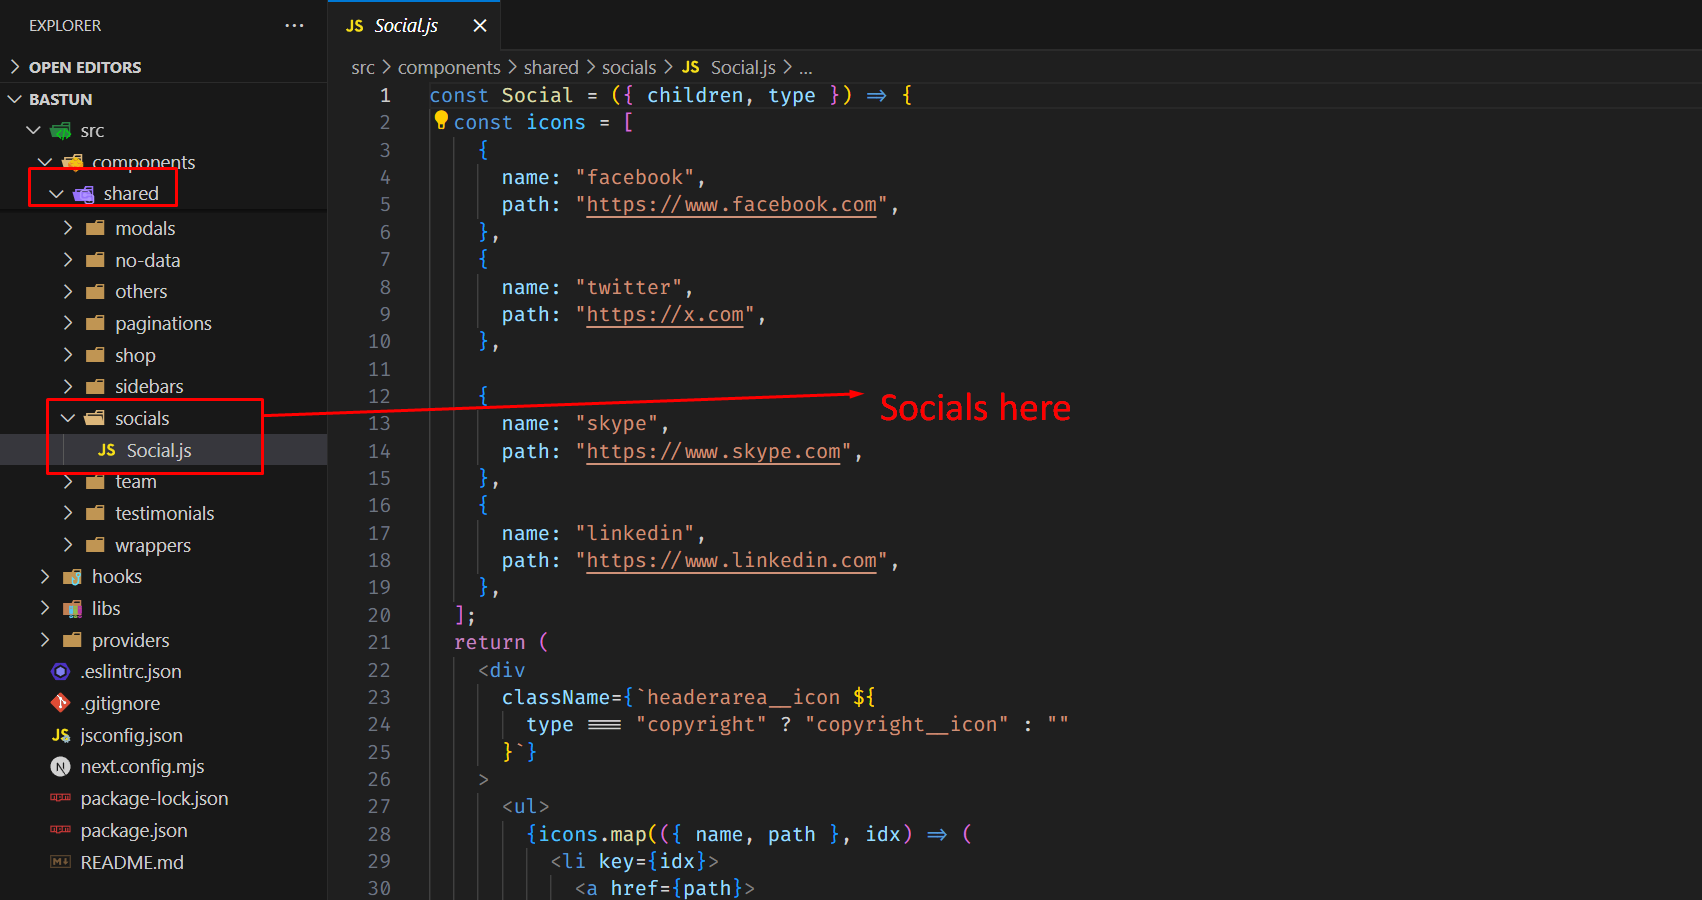 EXPLORER
...
OPEN EDITORS
BASTUN
src
components
shared
modals
no-data
others
paginations
shop
sidebars
socials
JS Social.js
team
testimonials
wrappers
hooks
libs
providers
.eslintrc.json
.gitignore
JS jsconfig.json
N next.config.mjs
package-lock.json
package.json
README.md
JS Social.js ×
src > components > shared > socials > JS Social.js > ...
1 const Social = ({ children, type }) => {
2 const icons = [
3 {
4 name: "facebook",
5 path: "https://www.facebook.com",
6 },
7 {
8 name: "twitter",
9 path: "https://x.com",
10 },
11
12 {
13 name: "skype",
14 path: "https://www.skype.com",
15 },
16 {
17 name: "linkedin",
18 path: "https://www.linkedin.com",
19 },
20 ];
21 return (
22 <div
23 className={`headerarea__icon ${
24 type === "copyright" ? "copyright__icon" : ""
25 }`}
26 >
27 <ul>
28 {icons.map(({ name, path }, idx) => (
29 <li key={idx}>
30 <a href={path}>
Socials here